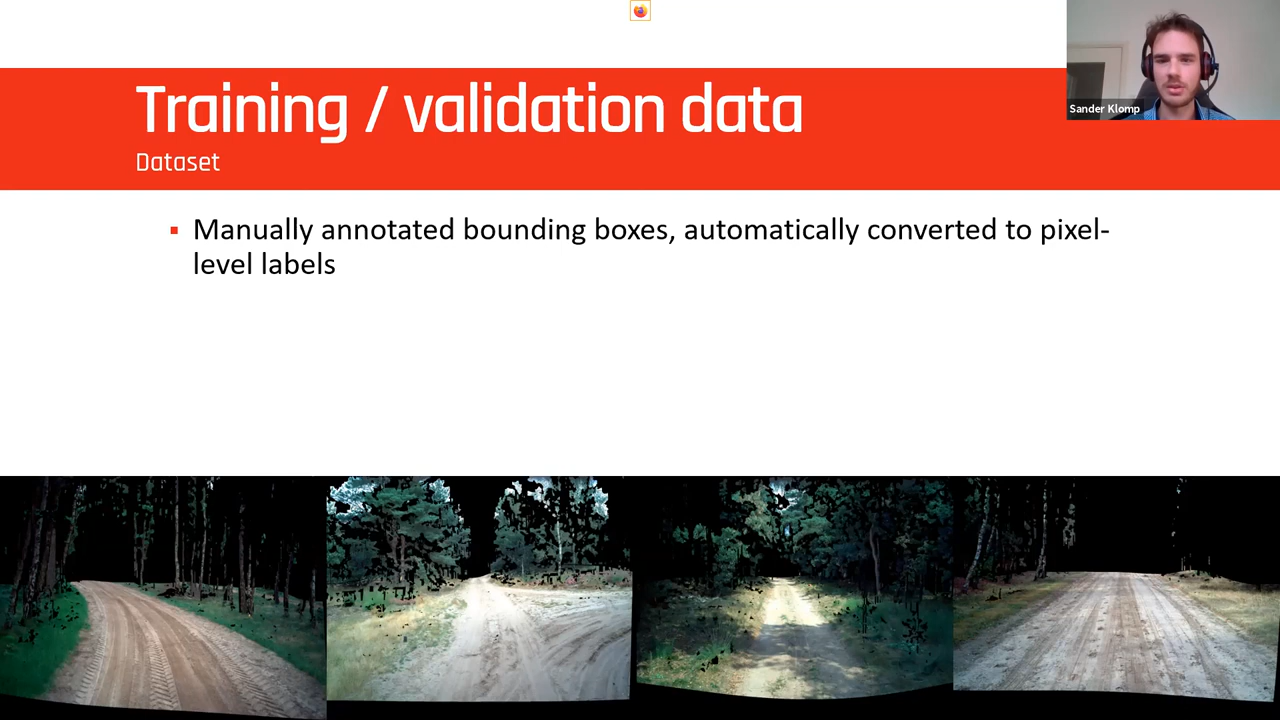 Training / validation data
Dataset
Sander Klomp
Manually annotated bounding boxes, automatically converted to pixel-
level labels